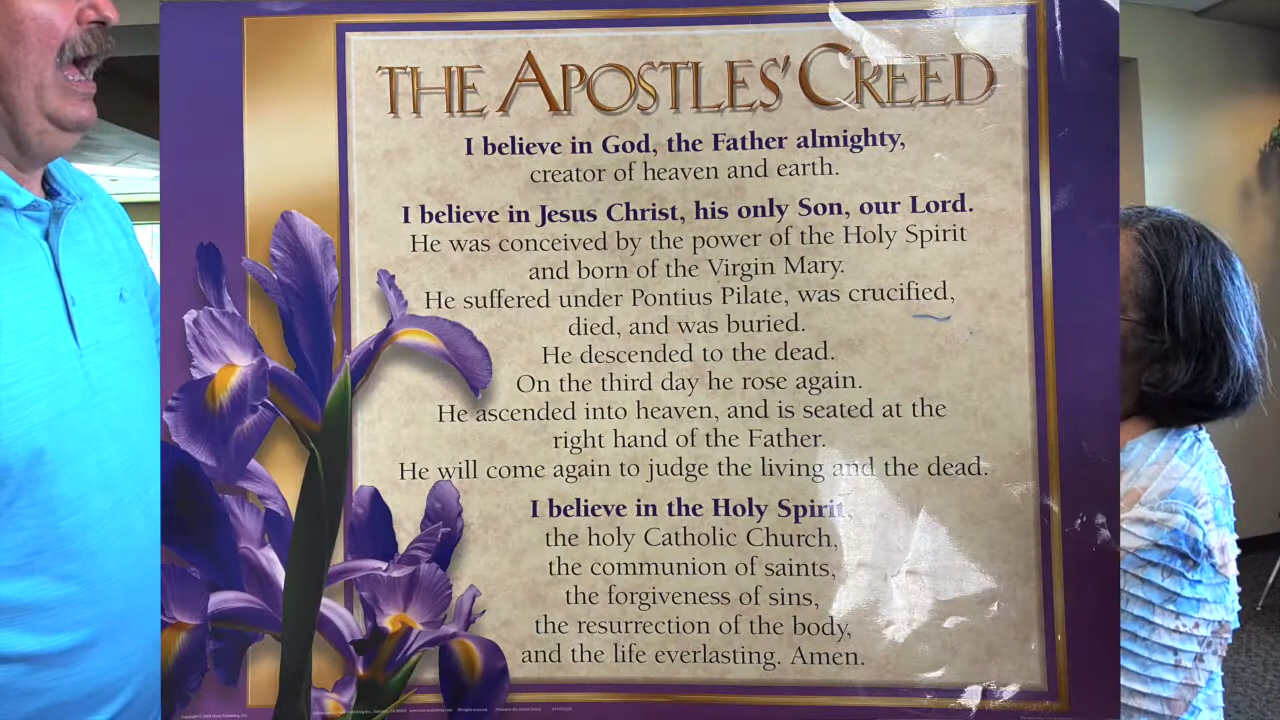 THE APOSTLES' CREED
I believe in God, the Father almighty,
creator of heaven and earth.
I believe in Jesus Christ, his only Son, our Lord.
He was conceived by the power of the Holy Spirit
and born of the Virgin Mary.
He suffered under Pontius Pilate, was crucified,
died, and was buried.
He descended to the dead.
On the third day he rose again.
He ascended into heaven, and is seated at the
right hand of the Father.
He will come again to judge the living and the dead.
I believe in the Holy Spirit,
the holy Catholic Church,
the communion of saints,
the forgiveness of sins,
the resurrection of the body,
and the life everlasting. Amen.